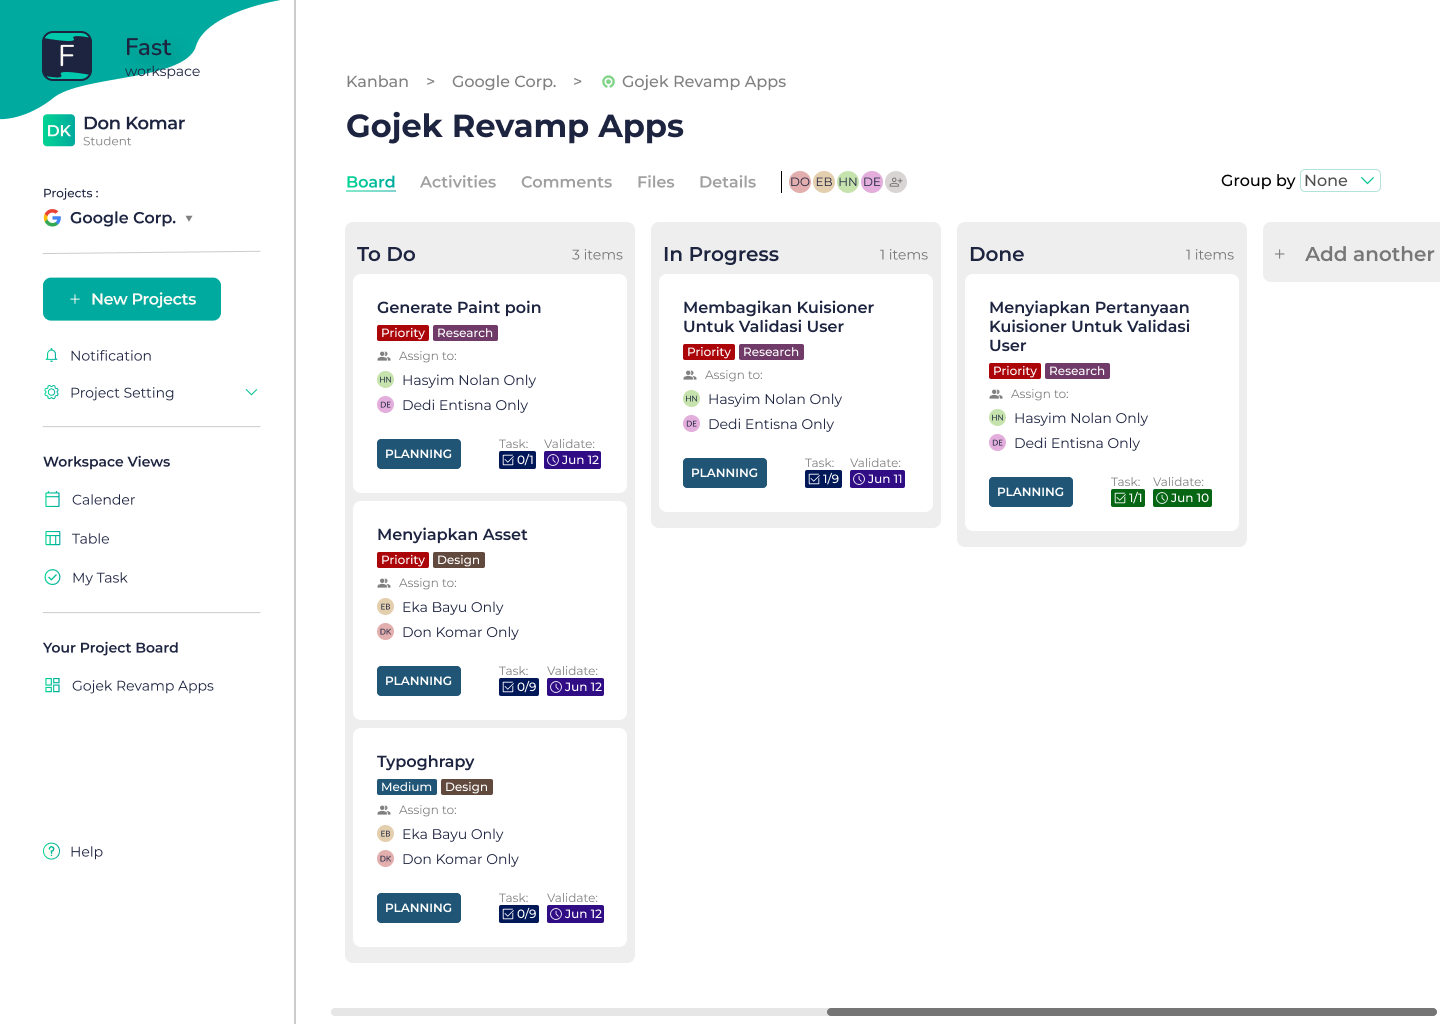 F
Fast
workspace
DK
Don Komar
Student
Projects :
Google Corp.
+ New Projects
Notification
Project Setting
Workspace Views
Calender
Table
My Task
Your Project Board
Gojek Revamp Apps
Help
Kanban > Google Corp. > Gojek Revamp Apps
Gojek Revamp Apps
Board Activities Comments Files Details
DO EB HN DE
Group by None
To Do 3 items
Generate Paint poin
Priority Research
Assign to:
HN Hasyim Nolan Only
DE Dedi Entisna Only
Task: Validate:
PLANNING 0/1 Jun 12
Menyiapkan Asset
Priority Design
Assign to:
EB Eka Bayu Only
DK Don Komar Only
Task: Validate:
PLANNING 0/9 Jun 12
Typoghrapy
Medium Design
Assign to:
EB Eka Bayu Only
DK Don Komar Only
Task: Validate:
PLANNING 0/9 Jun 12
In Progress 1 items
Membagikan Kuisioner
Untuk Validasi User
Priority Research
Assign to:
HN Hasyim Nolan Only
DE Dedi Entisna Only
Task: Validate:
PLANNING 1/9 Jun 11
Done 1 items
Menyiapkan Pertanyaan
Kuisioner Untuk Validasi
User
Priority Research
Assign to:
HN Hasyim Nolan Only
DE Dedi Entisna Only
Task: Validate:
PLANNING 1/1 Jun 10
+ Add another